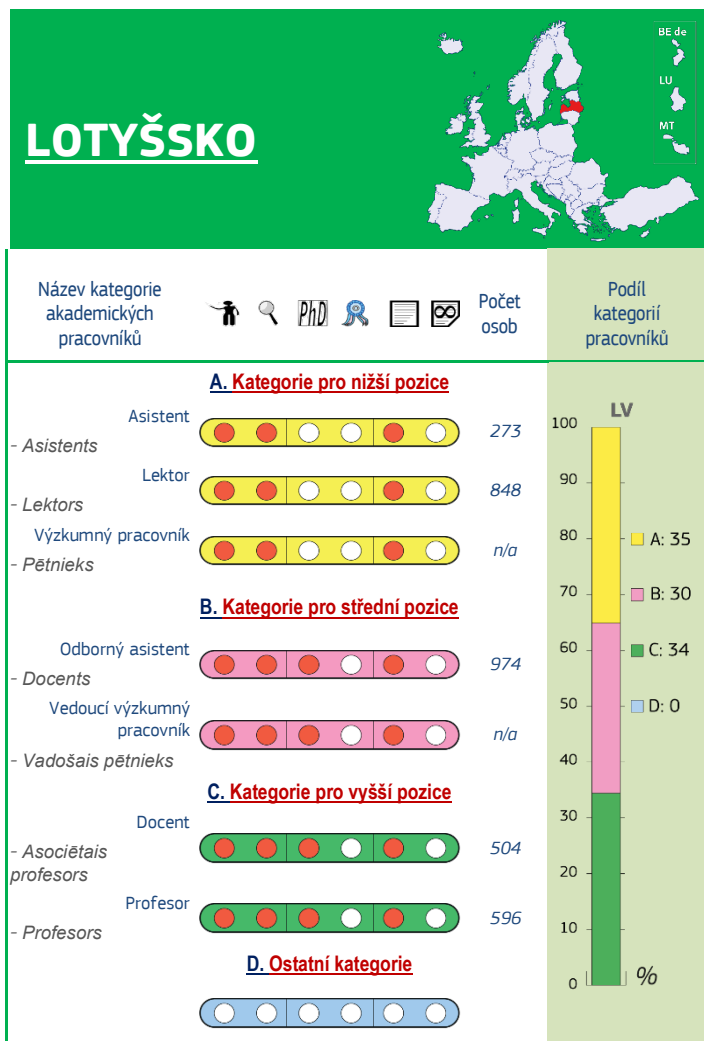 BE de
LU
MT
LOTYŠSKO
Název kategorie
akademických
pracovníků
PhD
Počet
osob
Podíl
kategorií
pracovníků
A. Kategorie pro nižší pozice
Asistent
- Asistents
273
Lektor
- Lektors
848
Výzkumný pracovník
- Pētnieks
n/a
B. Kategorie pro střední pozice
Odborný asistent
- Docents
974
Vedoucí výzkumný
pracovník
- Vadošais pētnieks
n/a
C. Kategorie pro vyšší pozice
Docent
- Asociētais
profesors
504
Profesor
- Profesors
596
D. Ostatní kategorie
LV
100
90
80
70
60
50
40
30
20
10
0
%
A: 35
B: 30
C: 34
D: 0